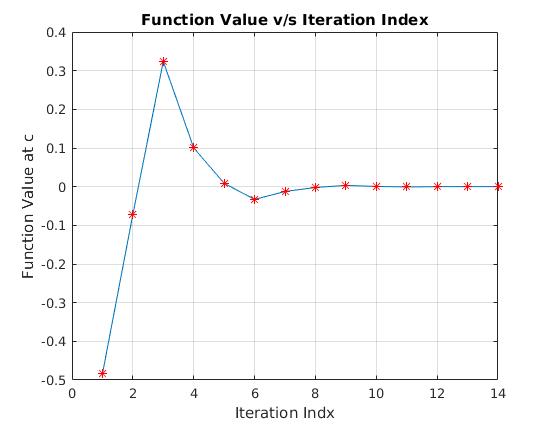 Function Value v/s Iteration Index
0.4
0.3
0.2
0.1
0
-0.1
-0.2
-0.3
-0.4
-0.5
Function Value at c
0 2 4 6 8 10 12 14
Iteration Indx